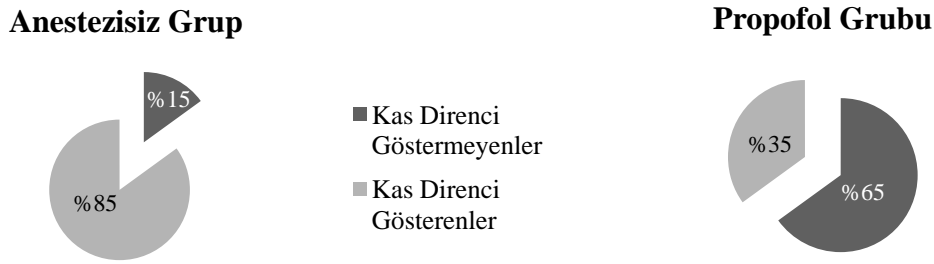 Anestezisiz Grup
%15
%85
Kas Direnci
Göstermeyenler
Kas Direnci
Gösterenler
Propofol Grubu
%35
%65